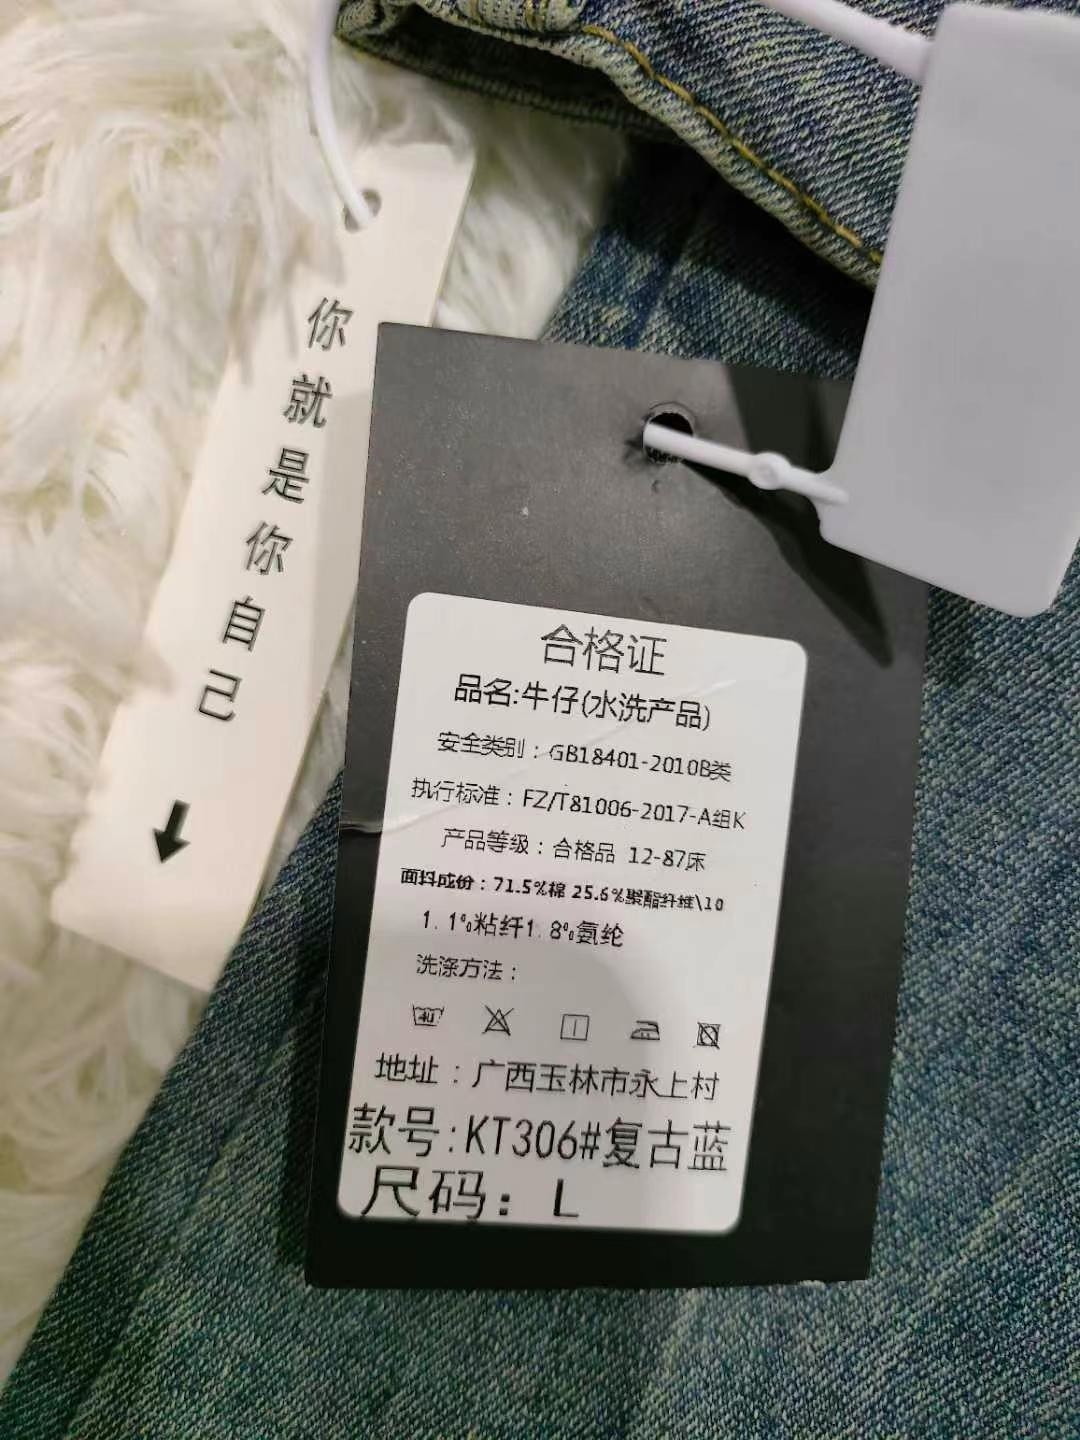 你就是你自己
合格证
品名:牛仔(水洗产品)
安全类别：GB18401-2010B类
执行标准：FZ/T81006-2017-A组K
产品等级：合格品 12-87床
面料成份：71.5%棉 25.6%聚酯纤维\10
1.1%粘纤1.8%氨纶
洗涤方法：
40
地址：广西玉林市永上村
款号:KT306#复古蓝
尺码：L